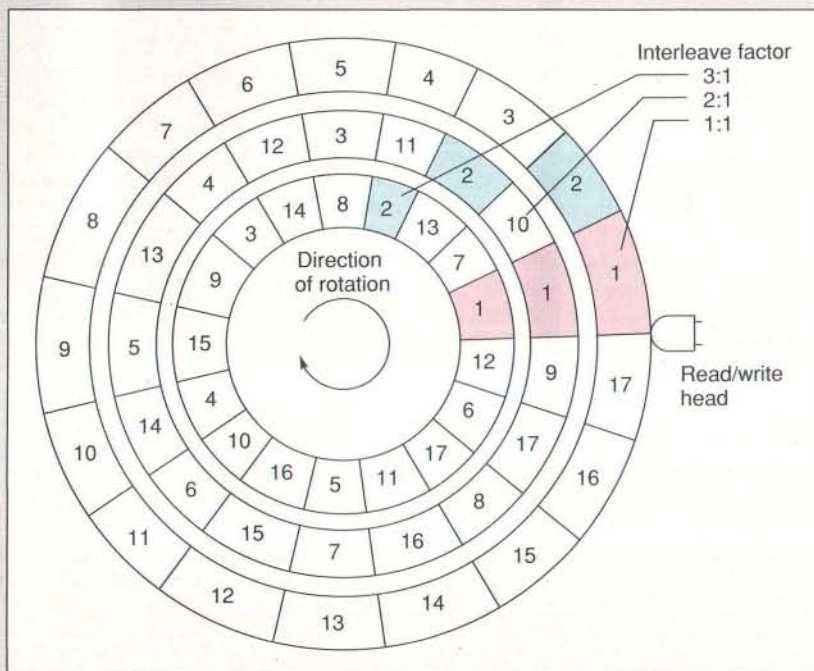 Interleave factor
3:1
2:1
1:1
1 2 3 4 5 6 7 8 9 10 11 12 13 14 15 16 17
1 10 2 11 3 12 4 13 5 14 6 15 7 16 8 17 9
1 7 13 2 8 14 3 9 15 4 10 16 5 11 17 6 12
Direction
of rotation
Read/write
head